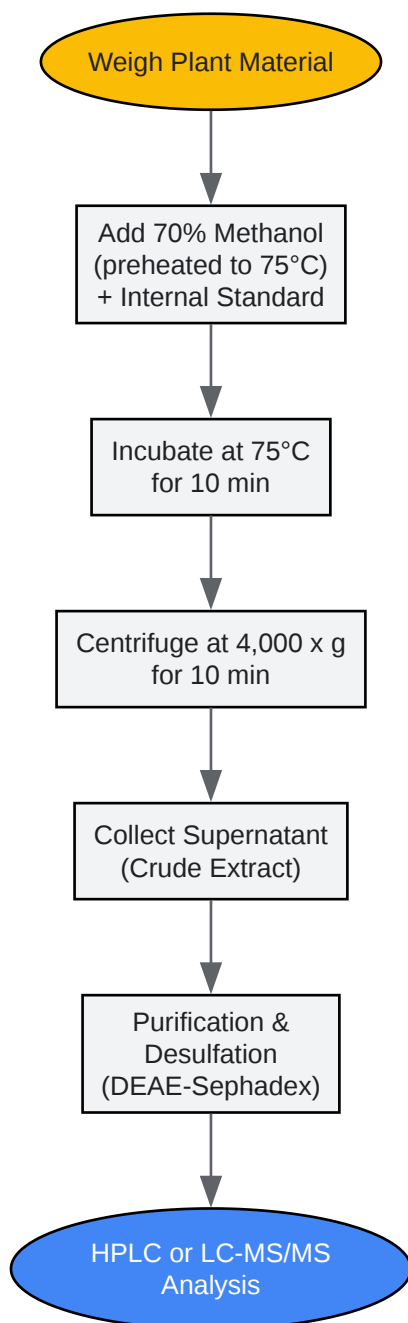 Weigh Plant Material
Add 70% Methanol
(preheated to 75°C)
+ Internal Standard
Incubate at 75°C
for 10 min
Centrifuge at 4,000 x g
for 10 min
Collect Supernatant
(Crude Extract)
Purification &
Desulfation
(DEAE-Sephadex)
HPLC or LC-MS/MS
Analysis